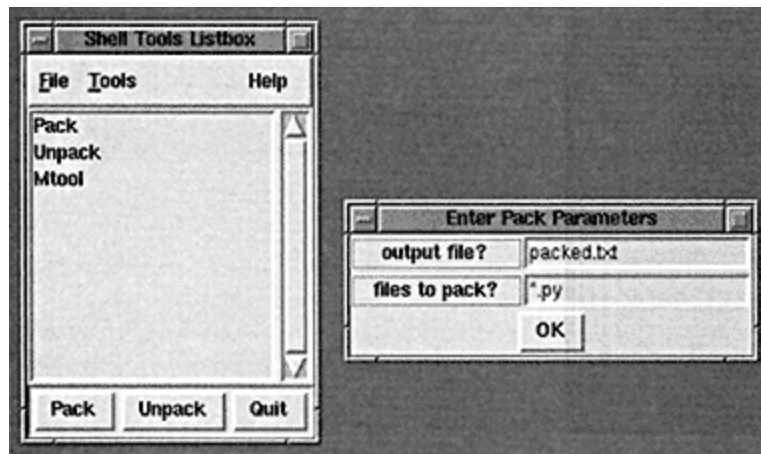 Shell Tools Listbox
File Tools Help
Pack
Unpack
Mtool
Pack Unpack Quit
Enter Pack Parameters
output file? packed.txt
files to pack? *.py
OK